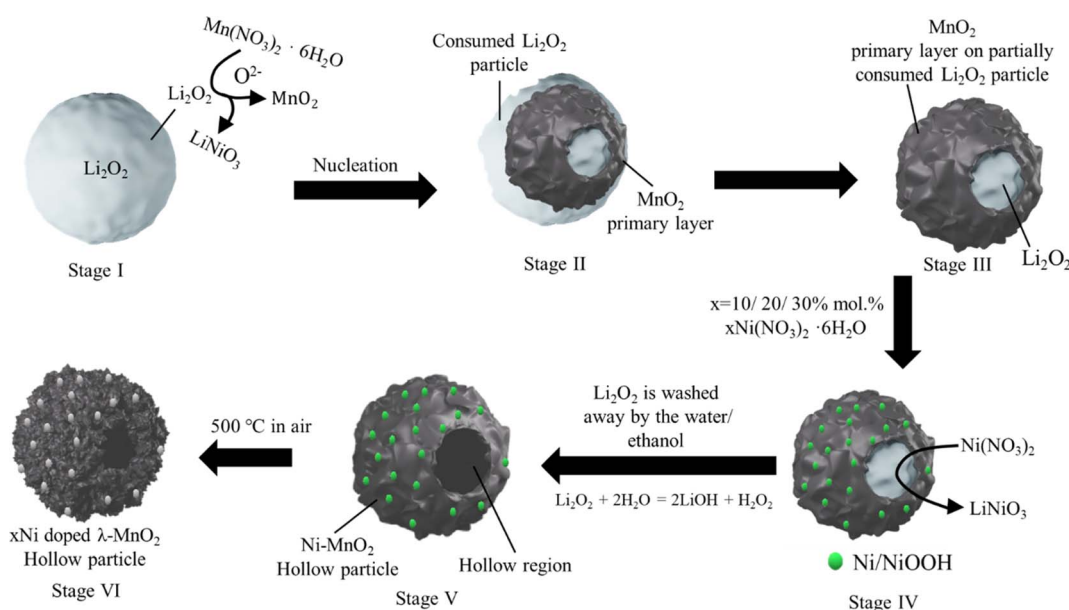 Mn(NO₃)₂ · 6H₂O
O²⁻
Li₂O₂
MnO₂
LiNiO₃
Li₂O₂
Stage I
Nucleation
Consumed Li₂O₂
particle
MnO₂
primary layer
Stage II
MnO₂
primary layer on partially
consumed Li₂O₂ particle
Li₂O₂
Stage III
x=10/ 20/ 30% mol.%
xNi(NO₃)₂ ·6H₂O
Ni(NO₃)₂
LiNiO₃
Ni/NiOOH
Stage IV
Li₂O₂ is washed
away by the water/
ethanol
Li₂O₂ + 2H₂O = 2LiOH + H₂O₂
Ni-MnO₂
Hollow particle
Hollow region
Stage V
500 °C in air
xNi doped λ-MnO₂
Hollow particle
Stage VI